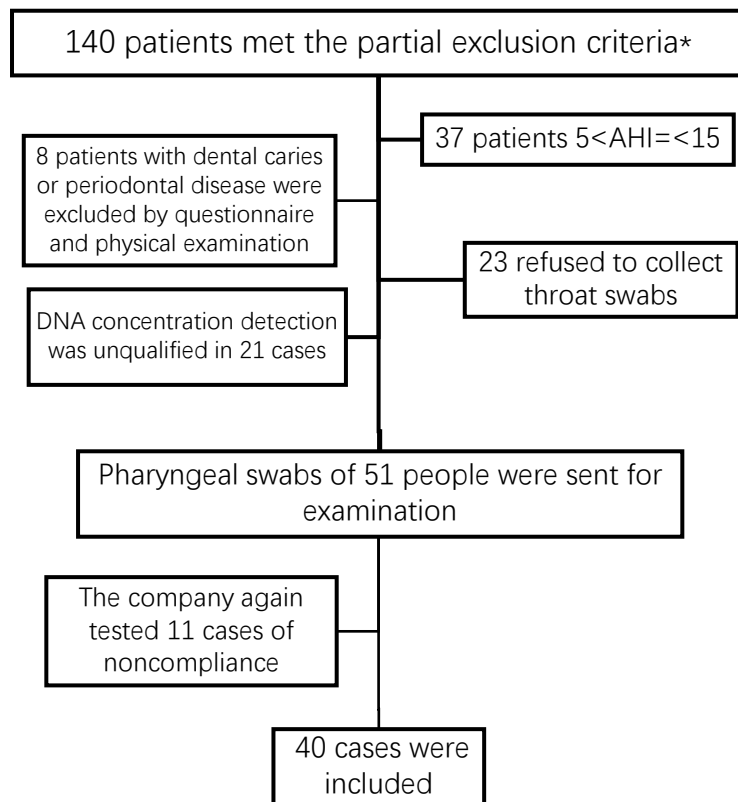 140 patients met the partial exclusion criteria*
37 patients 5<AHI=<15
8 patients with dental caries
or periodontal disease were
excluded by questionnaire
and physical examination
23 refused to collect
throat swabs
DNA concentration detection
was unqualified in 21 cases
Pharyngeal swabs of 51 people were sent for
examination
The company again
tested 11 cases of
noncompliance
40 cases were
included